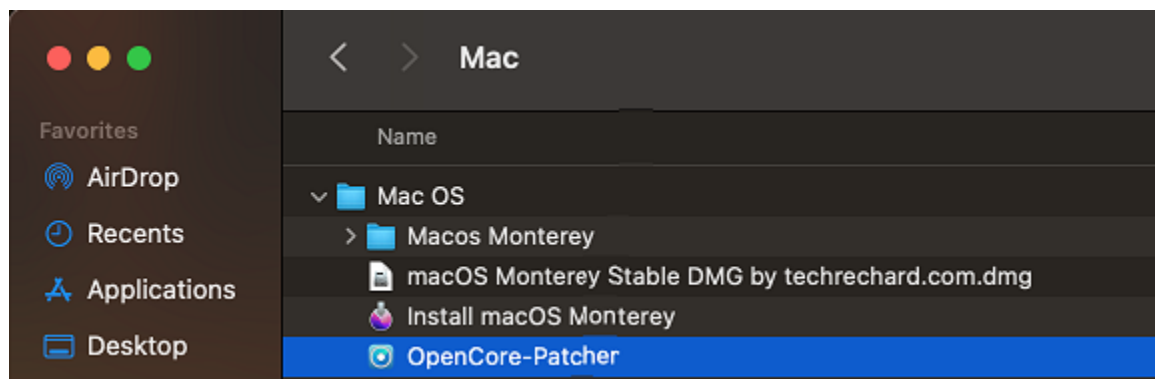 Mac
Favorites
AirDrop
Recents
Applications
Desktop
Name
Mac OS
Macos Monterey
macOS Monterey Stable DMG by techrechard.com.dmg
Install macOS Monterey
OpenCore-Patcher